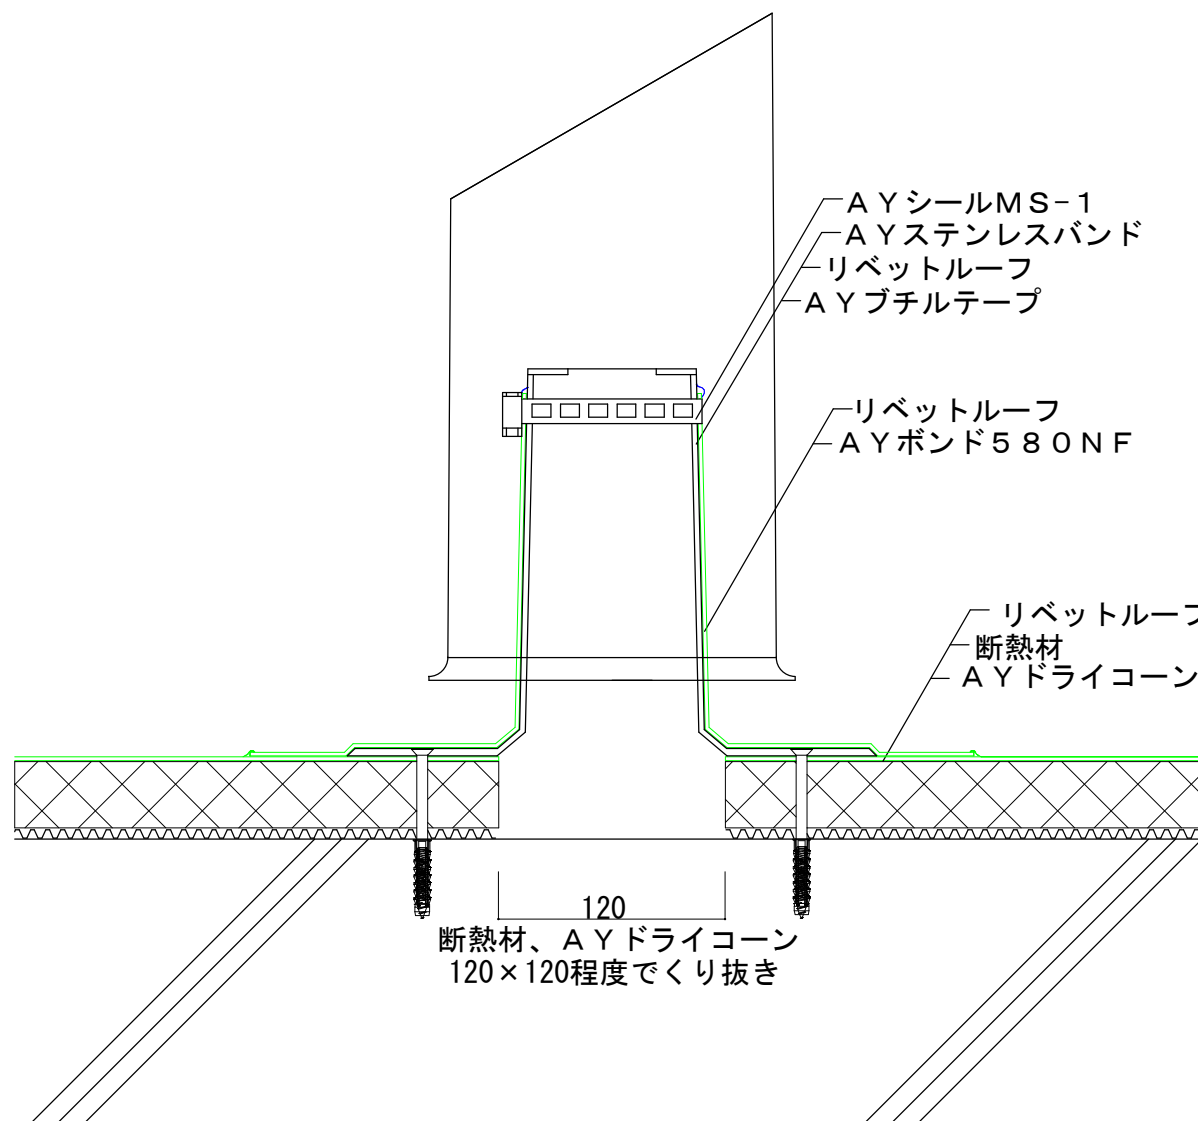 ＡＹシールＭＳ−１
ＡＹステンレスバンド
リベットルーフ
ＡＹブチルテープ
リベットルーフ
ＡＹボンド５８０ＮＦ
リベットルーフ
断熱材
ＡＹドライコーン
120
断熱材、ＡＹドライコーン
120×120程度でくり抜き